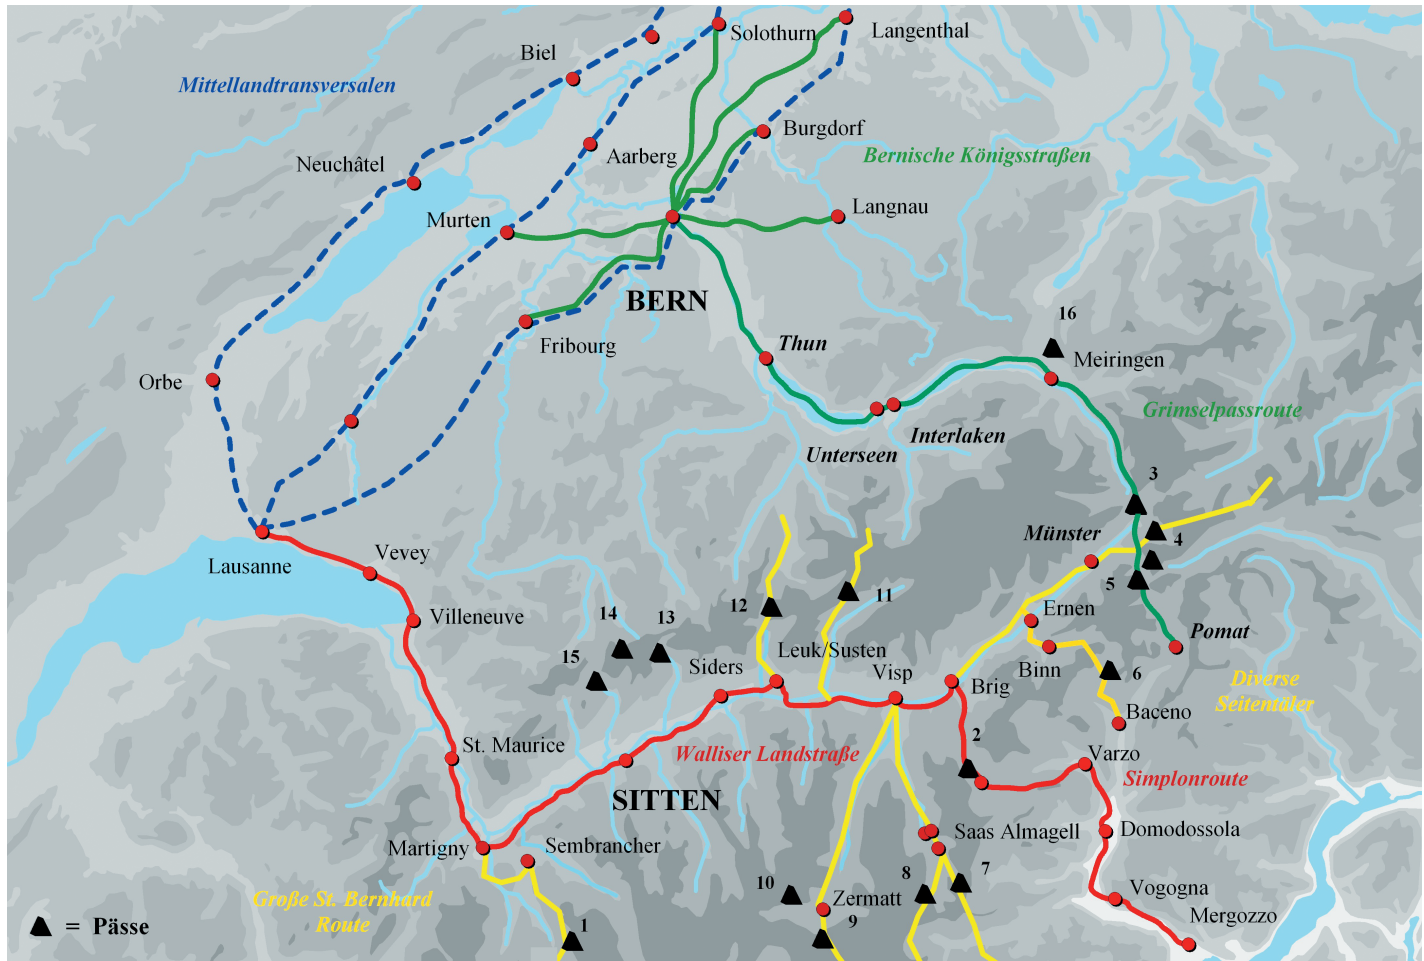 Solothurn
Langenthal
Biel
Mittellandtransversalen
Burgdorf
Aarberg
Bernische Königsstraßen
Neuchâtel
Murten
Langnau
BERN
16
Thun
Fribourg
Meiringen
Orbe
Grimselpassroute
Interlaken
Unterseen
3
Münster
4
Vevey
Lausanne
5
11
12
Ernen
Villeneuve
14
13
Pomat
Leuk/Susten
Siders
15
Visp
Binn
6
Brig
Diverse
Seitentäler
Baceno
2
St. Maurice
Walliser Landstraße
Varzo
Simplonroute
SITTEN
Saas Almagell
Domodossola
Martigny
Sembrancher
10
8
7
Große St. Bernhard
Route
Zermatt
Vogogna
Mergozzo
9
1
= Pässe